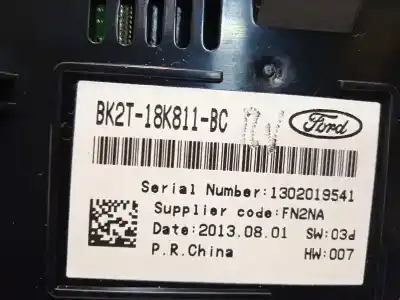 BK2T-18K811-BC
Ford
Serial Number:1302019541
Supplier code:FN2NA
Date:2013.08.01 SW:03d
P.R.China HW:007